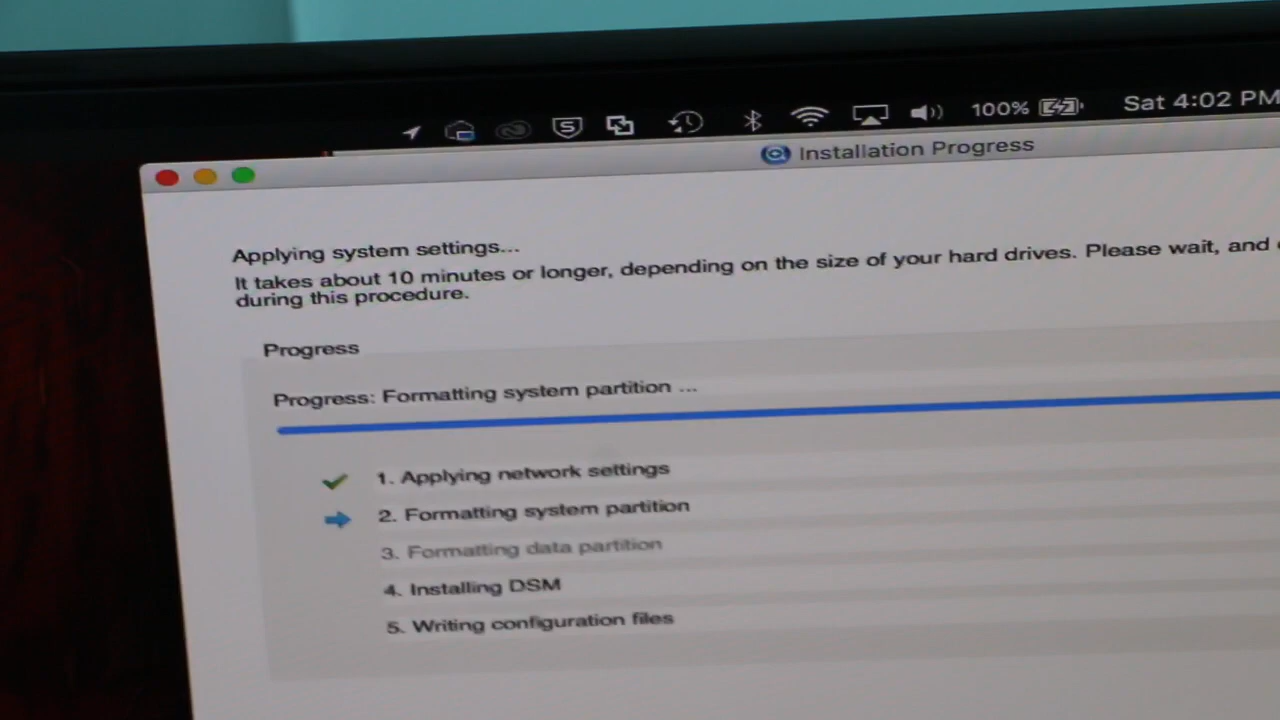 100% Sat 4:02 PM
Installation Progress
Applying system settings...
It takes about 10 minutes or longer, depending on the size of your hard drives. Please wait, and
during this procedure.
Progress
Progress: Formatting system partition ...
1. Applying network settings
2. Formatting system partition
3. Formatting data partition
4. Installing DSM
5. Writing configuration files